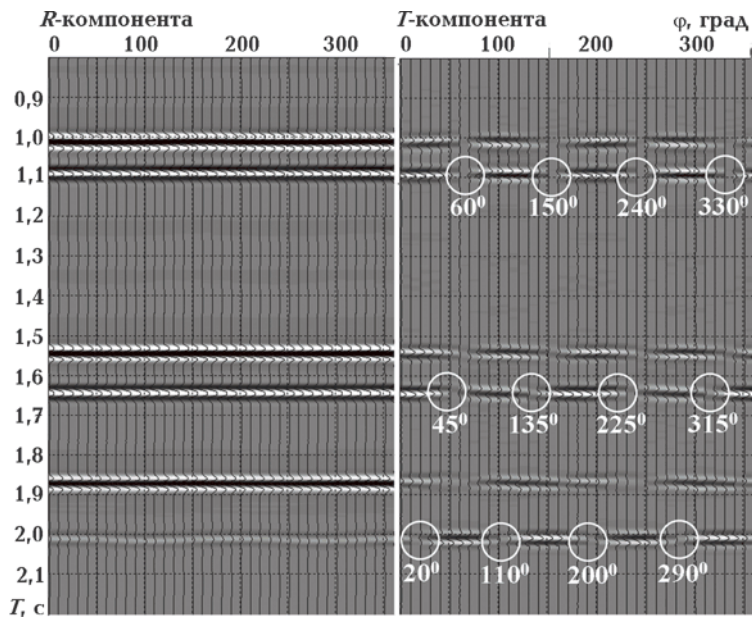 R-компонента T-компонента φ, град
0 100 200 300 0 100 200 300
0,9
1,0
1,1
60⁰ 150⁰ 240⁰ 330⁰
1,2
1,3
1,4
1,5
1,6
1,7
45⁰ 135⁰ 225⁰ 315⁰
1,8
1,9
2,0
2,1
20⁰ 110⁰ 200⁰ 290⁰
T, с